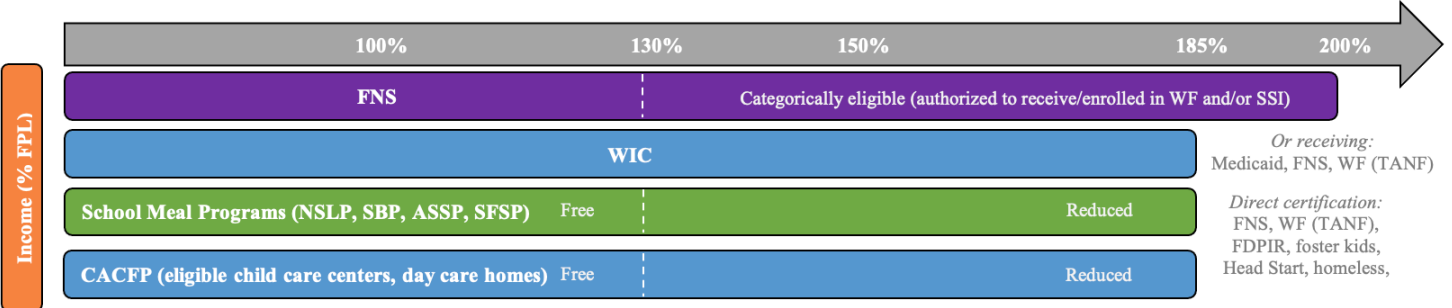 100% 130% 150% 185% 200%
Income (% FPL)
FNS Categorically eligible (authorized to receive/enrolled in WF and/or SSI)
WIC
Or receiving:
Medicaid, FNS, WF (TANF)
School Meal Programs (NSLP, SBP, ASSP, SFSP) Free Reduced
Direct certification:
FNS, WF (TANF),
FDPIR, foster kids,
Head Start, homeless,
CACFP (eligible child care centers, day care homes) Free Reduced